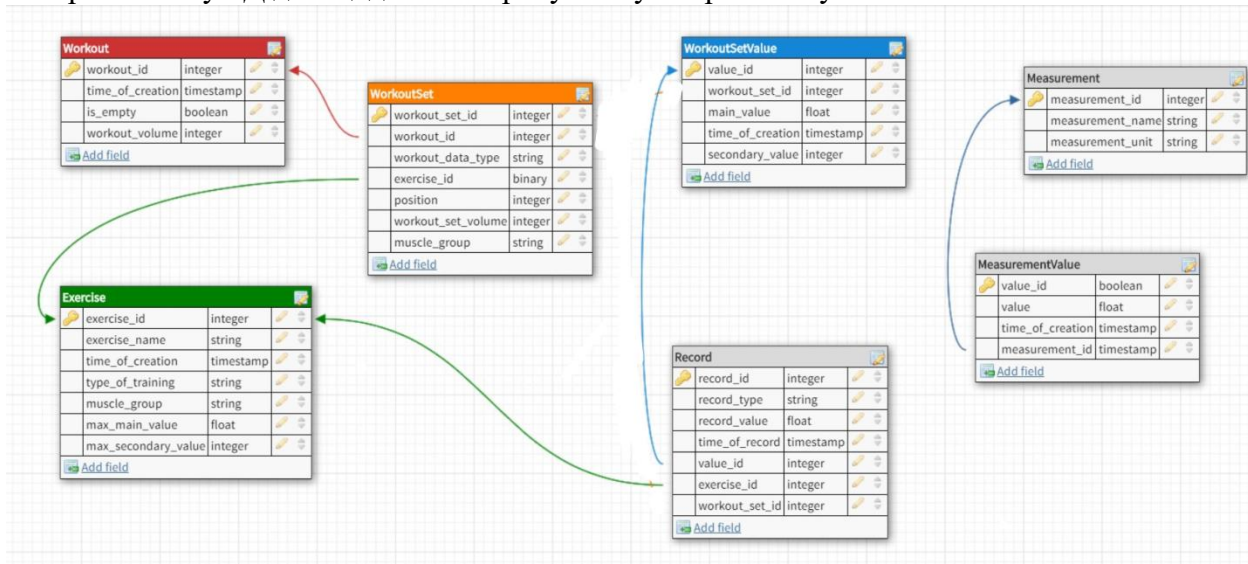 Workout
workout_id integer
time_of_creation timestamp
is_empty boolean
workout_volume integer
Add field
WorkoutSet
workout_set_id integer
workout_id integer
workout_data_type string
exercise_id binary
position integer
workout_set_volume integer
muscle_group string
Add field
Exercise
exercise_id integer
exercise_name string
time_of_creation timestamp
type_of_training string
muscle_group string
max_main_value float
max_secondary_value integer
Add field
WorkoutSetValue
value_id integer
workout_set_id integer
main_value float
time_of_creation timestamp
secondary_value integer
Add field
Record
record_id integer
record_type string
record_value float
time_of_record timestamp
value_id integer
exercise_id integer
workout_set_id integer
Add field
Measurement
measurement_id integer
measurement_name string
measurement_unit string
Add field
MeasurementValue
value_id boolean
value float
time_of_creation timestamp
measurement_id timestamp
Add field